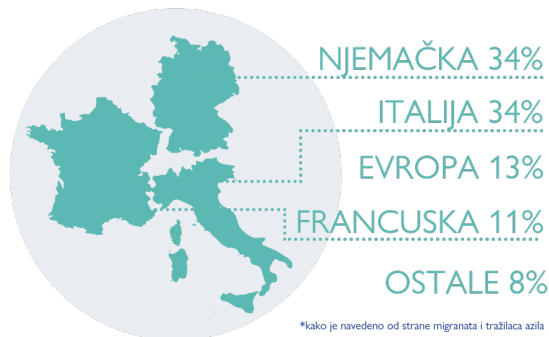 NJEMAČKA 34%
ITALIJA 34%
EVROPA 13%
FRANCUSKA 11%
OSTALE 8%
*kako je navedeno od strane migranata i tražilaca azila